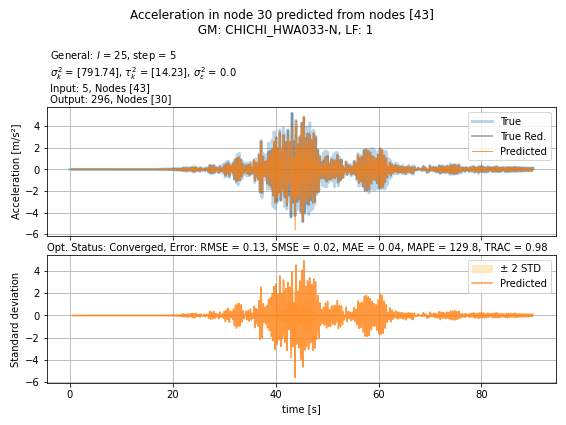 Acceleration in node 30 predicted from nodes [43]
GM: CHICHI_HWA033-N, LF: 1
General: l = 25, step = 5
σ²ₖ = [791.74], τ²ₖ = [14.23], σ²ε = 0.0
Input: 5, Nodes [43]
Output: 296, Nodes [30]
Acceleration [m/s²]
4
2
0
−2
−4
−6
True
True Red.
Predicted
Opt. Status: Converged, Error: RMSE = 0.13, SMSE = 0.02, MAE = 0.04, MAPE = 129.8, TRAC = 0.98
Standard deviation
4
2
0
−2
−4
−6
± 2 STD
Predicted
0 20 40 60 80
time [s]